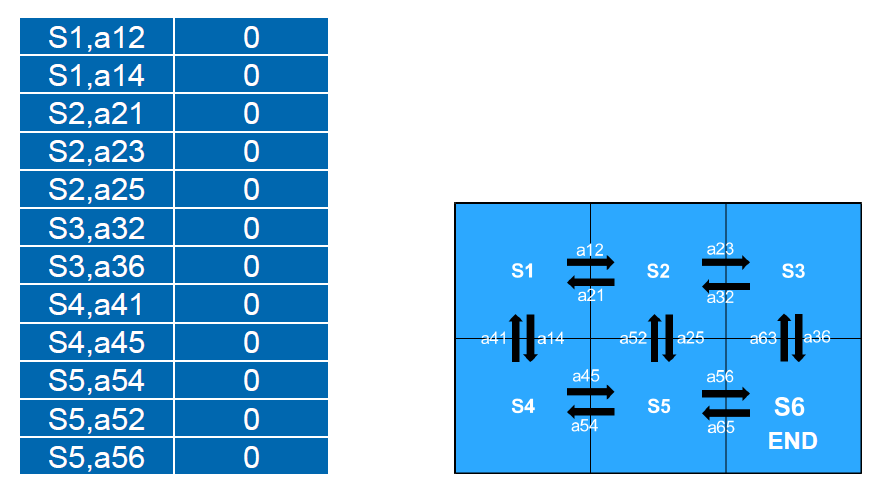 S1,a12 0
S1,a14 0
S2,a21 0
S2,a23 0
S2,a25 0
S3,a32 0
S3,a36 0
S4,a41 0
S4,a45 0
S5,a54 0
S5,a52 0
S5,a56 0
a12 a23
S1 S2 S3
a21 a32
a41 a14 a52 a25 a63 a36
a45 a56
S4 S5 S6
a54 a65
END